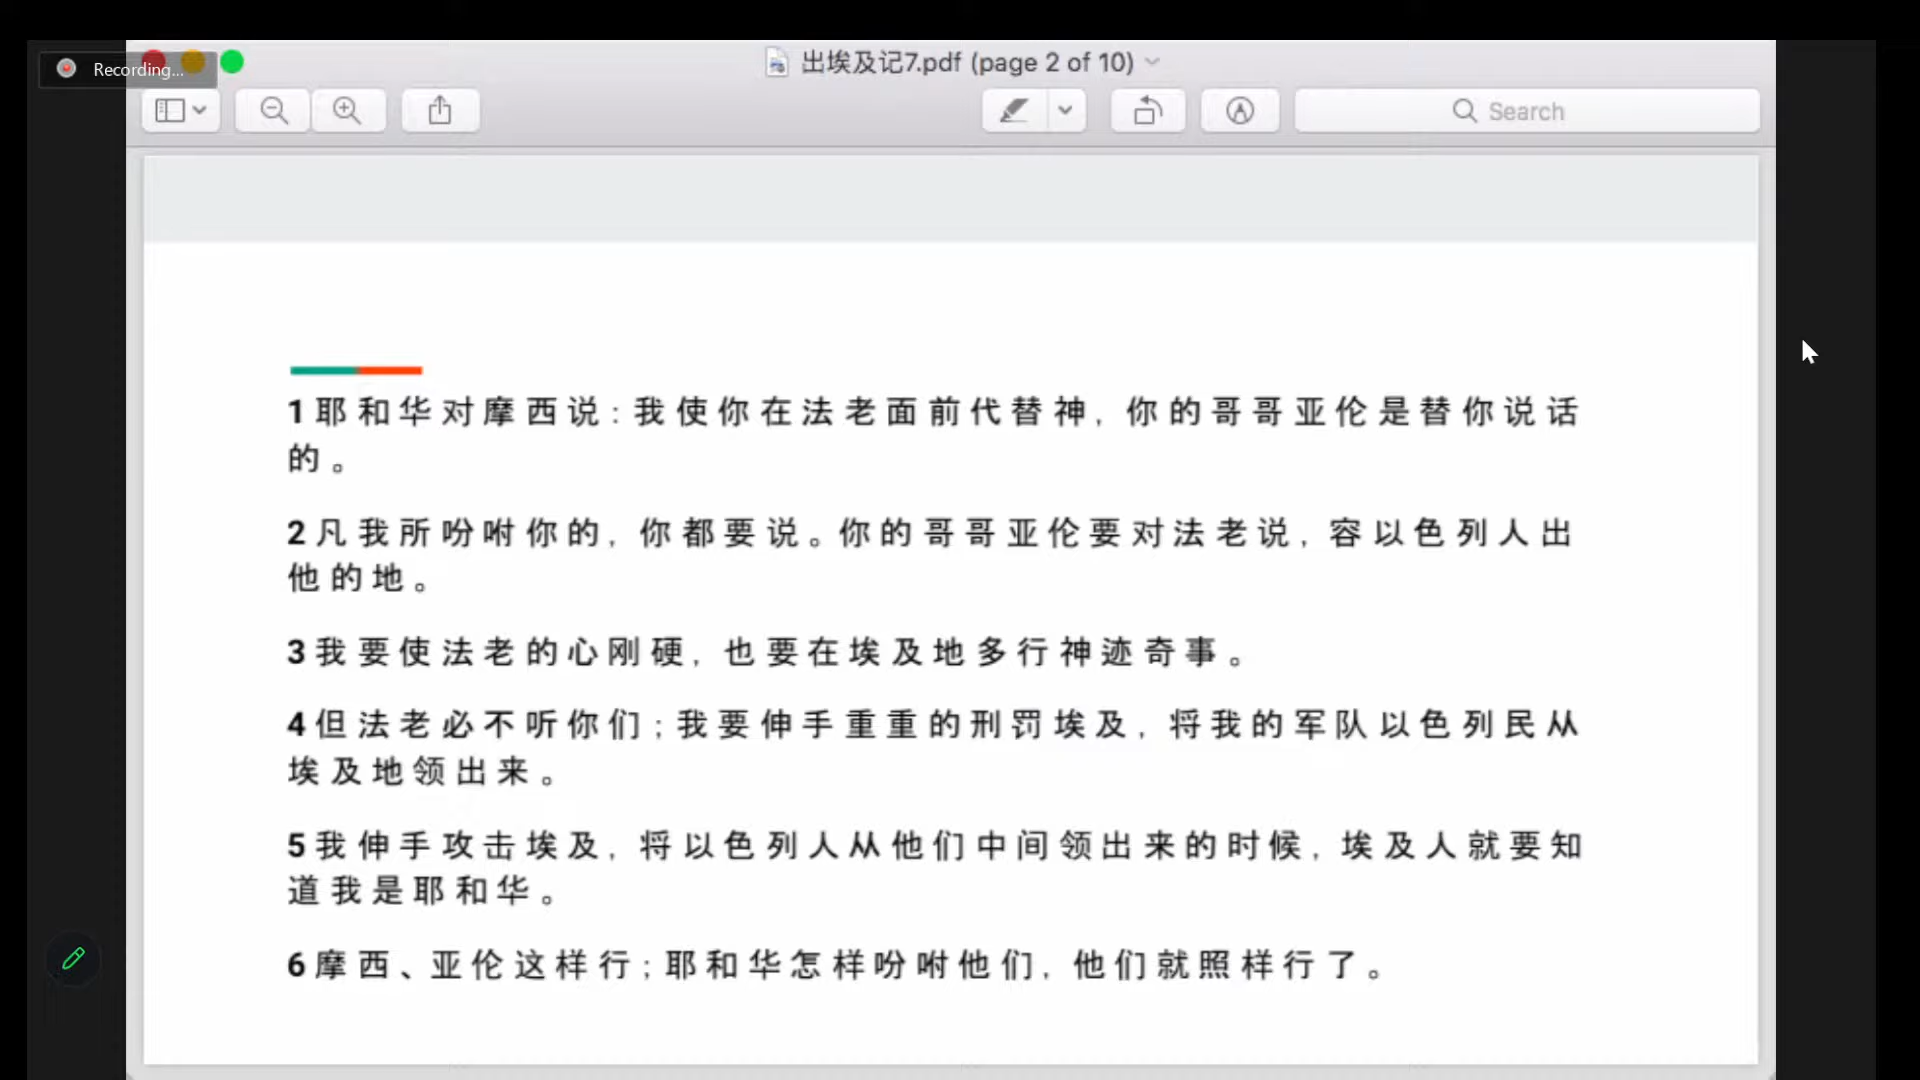 Recording...
出埃及记7.pdf (page 2 of 10)
Search
1 耶和华对摩西说：我使你在法老面前代替神，你的哥哥亚伦是替你说话
的。
2 凡我所吩咐你的，你都要说。你的哥哥亚伦要对法老说，容以色列人出
他的地。
3 我要使法老的心刚硬，也要在埃及地多行神迹奇事。
4 但法老必不听你们；我要伸手重重的刑罚埃及，将我的军队以色列民从
埃及地领出来。
5 我伸手攻击埃及，将以色列人从他们中间领出来的时候，埃及人就要知
道我是耶和华。
6 摩西、亚伦这样行；耶和华怎样吩咐他们，他们就照样行了。